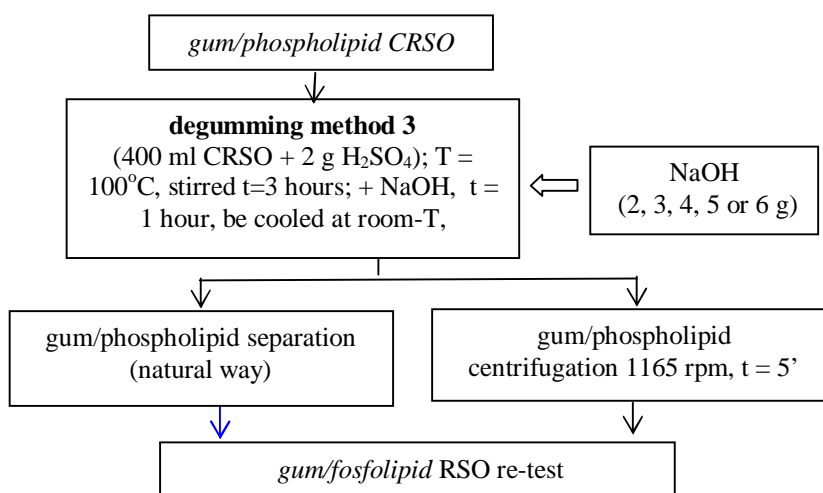 gum/phospholipid CRSO
degumming method 3
(400 ml CRSO + 2 g H₂SO₄); T =
100°C, stirred t=3 hours; + NaOH, t =
1 hour, be cooled at room-T,
NaOH
(2, 3, 4, 5 or 6 g)
gum/phospholipid separation
(natural way)
gum/phospholipid
centrifugation 1165 rpm, t = 5’
gum/fosfolipid RSO re-test